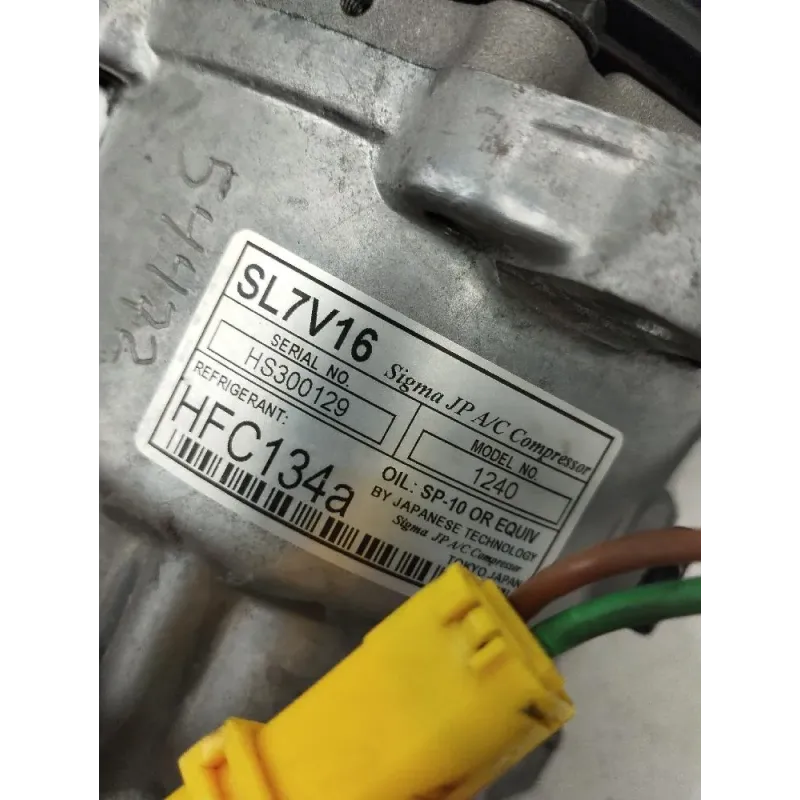 54472
SL7V16 Sigma JP A/C Compressor
SERIAL NO.
HS300129
MODEL NO.
1240
REFRIGERANT:
HFC134a
OIL: SP-10 OR EQUIV
BY JAPANESE TECHNOLOGY
Sigma JP A/C Compressor
TOKYO JAPAN